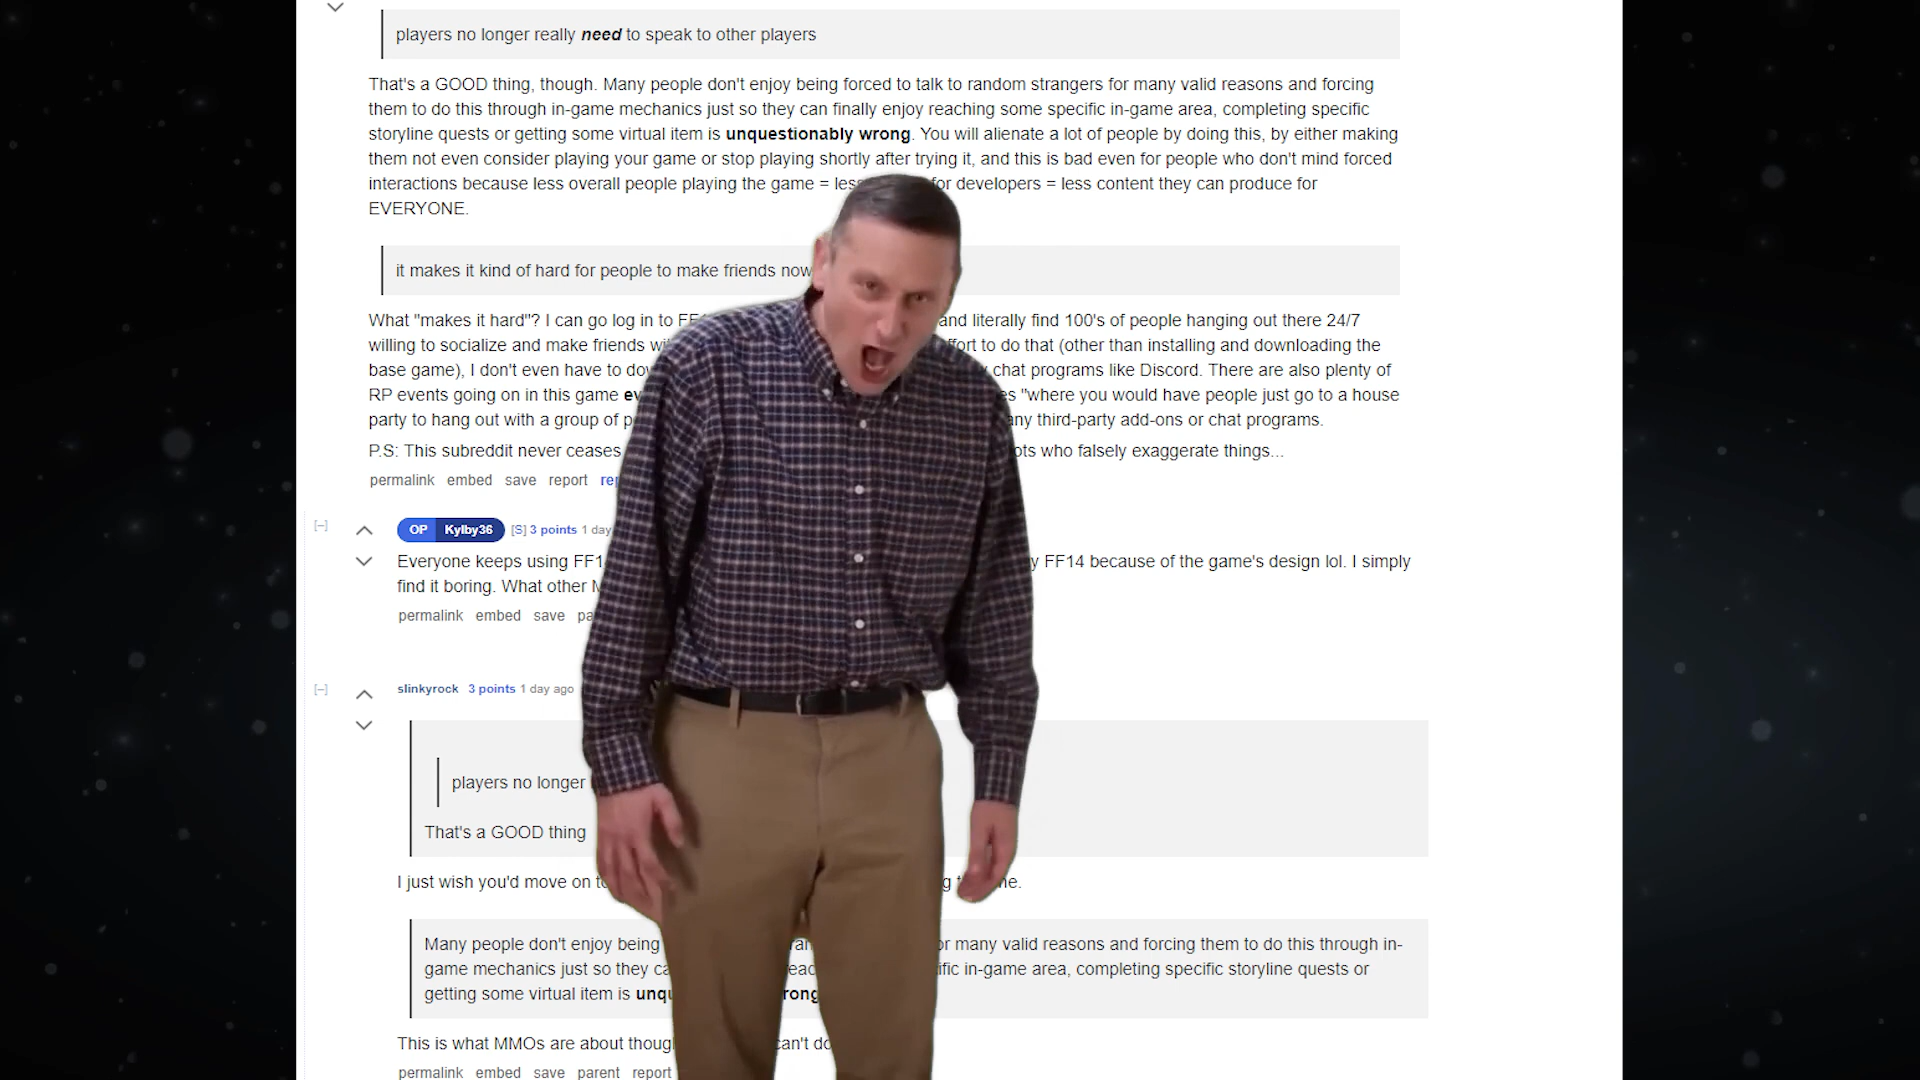 players no longer really need to speak to other players
That's a GOOD thing, though. Many people don't enjoy being forced to talk to random strangers for many valid reasons and forcing
them to do this through in-game mechanics just so they can finally enjoy reaching some specific in-game area, completing specific
storyline quests or getting some virtual item is unquestionably wrong. You will alienate a lot of people by doing this, by either making
them not even consider playing your game or stop playing shortly after trying it, and this is bad even for people who don't mind forced
interactions because less overall people playing the game = less for developers = less content they can produce for
EVERYONE.
it makes it kind of hard for people to make friends now
What "makes it hard"? I can go log in to and literally find 100's of people hanging out there 24/7
willing to socialize and make friends to do that (other than installing and downloading the
base game), I don't even have to chat programs like Discord. There are also plenty of
RP events going on in this game "where you would have people just go to a house
party to hang out with a group of any third-party add-ons or chat programs.
P.S: This subreddit never ceases who falsely exaggerate things...
permalink embed save report
[–] OP Kylby36 [S] 3 points 1 day
Everyone keeps using FF14 because of the game's design lol. I simply
find it boring. What other
permalink embed save
[–] slinkyrock 3 points 1 day ago
players no longer
That's a GOOD thing
I just wish you'd move on
Many people don't enjoy being many valid reasons and forcing them to do this through in-
game mechanics just so they in-game area, completing specific storyline quests or
getting some virtual item is
This is what MMOs are about can't
permalink embed save parent report